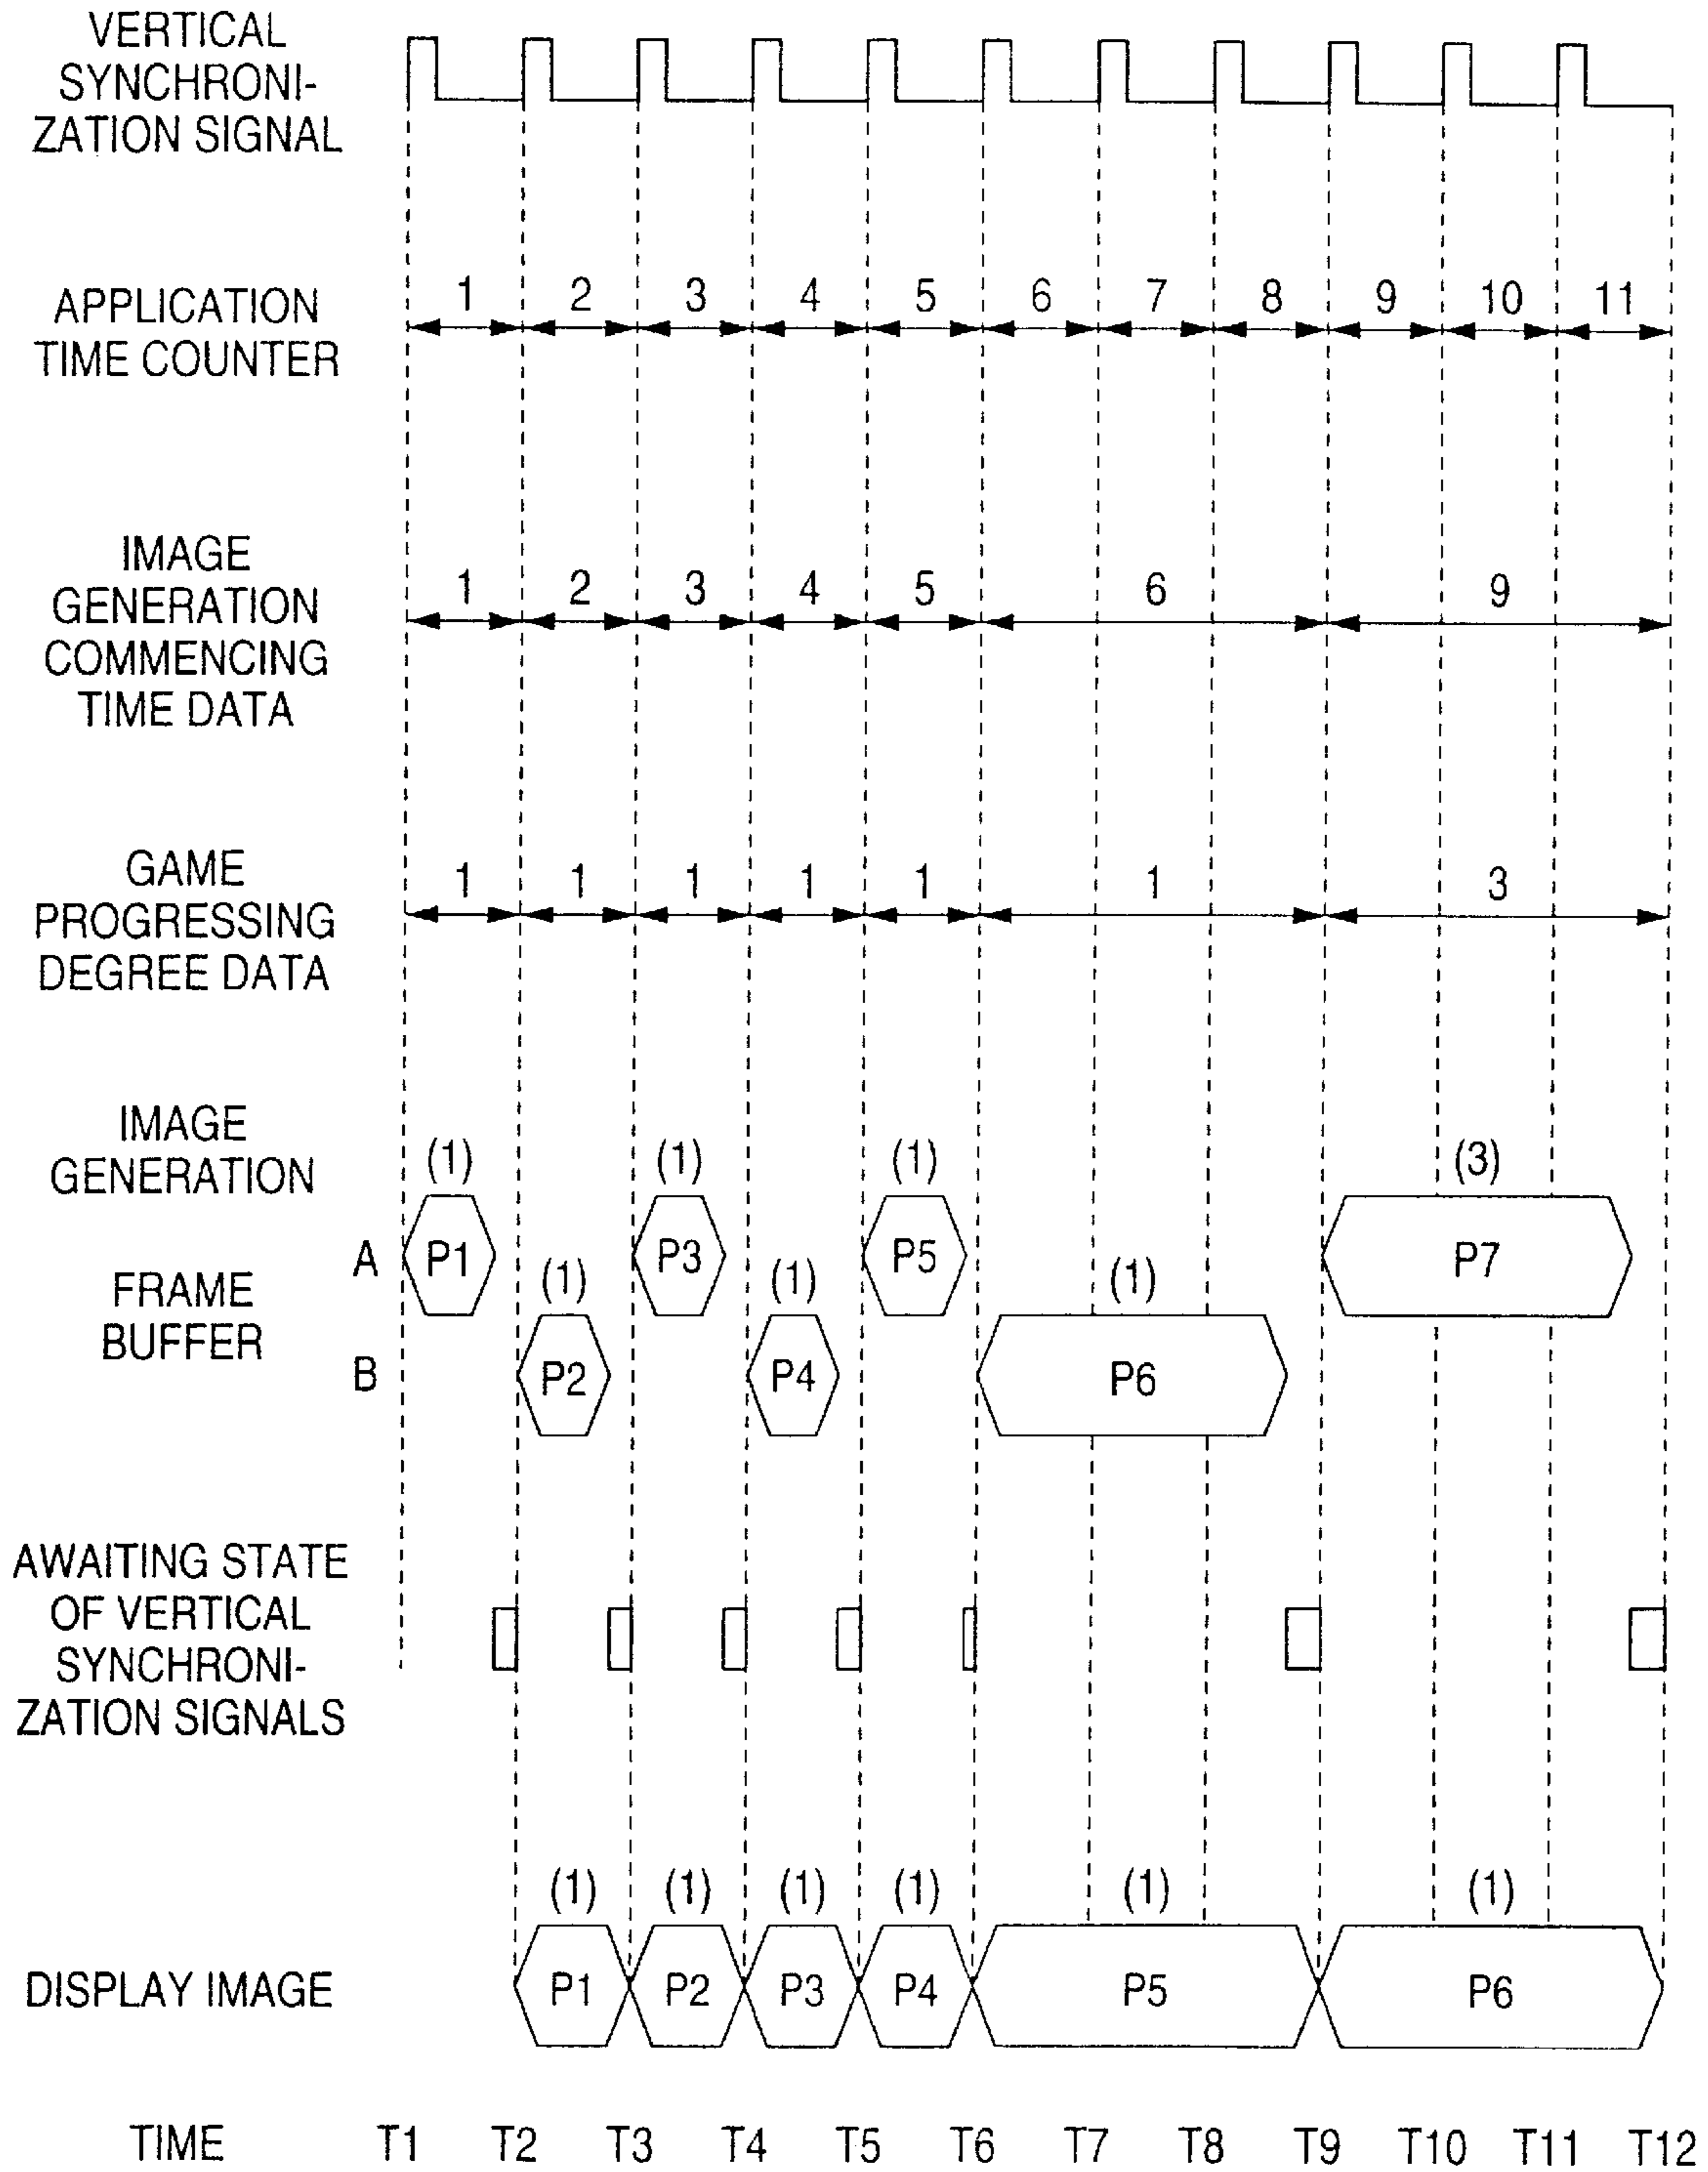 VERTICAL
SYNCHRONI-
ZATION SIGNAL
APPLICATION
TIME COUNTER
1 2 3 4 5 6 7 8 9 10 11
IMAGE
GENERATION
COMMENCING
TIME DATA
1 2 3 4 5 6 9
GAME
PROGRESSING
DEGREE DATA
1 1 1 1 1 1 3
IMAGE
GENERATION
(1) (1) (1) (3)
A P1 P3 P5 P7
FRAME
BUFFER
(1) (1) (1)
B P2 P4 P6
AWAITING STATE
OF VERTICAL
SYNCHRONI-
ZATION SIGNALS
(1) (1) (1) (1) (1) (1)
DISPLAY IMAGE P1 P2 P3 P4 P5 P6
TIME T1 T2 T3 T4 T5 T6 T7 T8 T9 T10 T11 T12